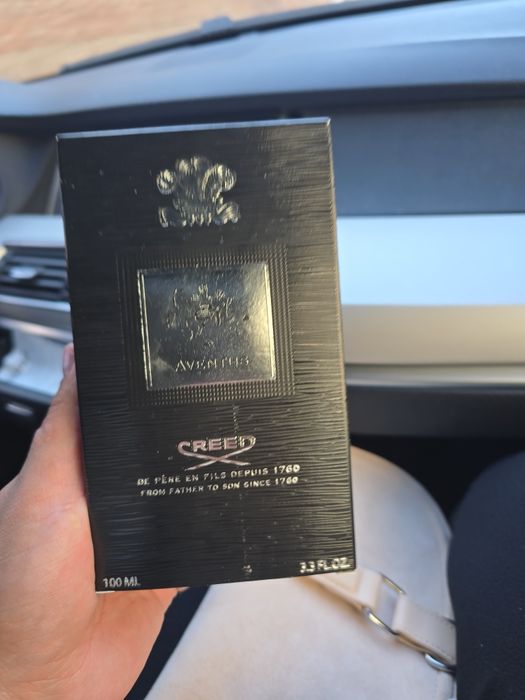 AVENTUS
CREED
DE PÈRE EN FILS DEPUIS 1760
FROM FATHER TO SON SINCE 1760
100 ML
3.3 FL.OZ.